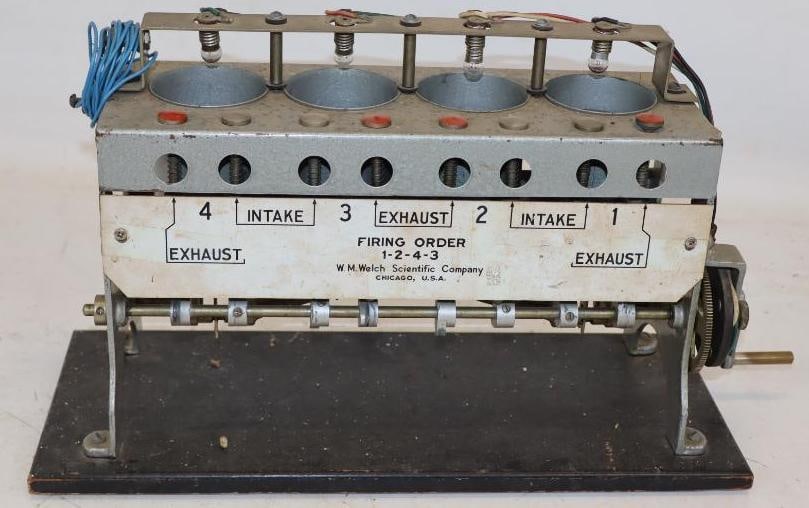 4 INTAKE 3 EXHAUST 2 INTAKE 1
EXHAUST EXHAUST
FIRING ORDER
1-2-4-3
W.M.Welch Scientific Company
CHICAGO, U.S.A.